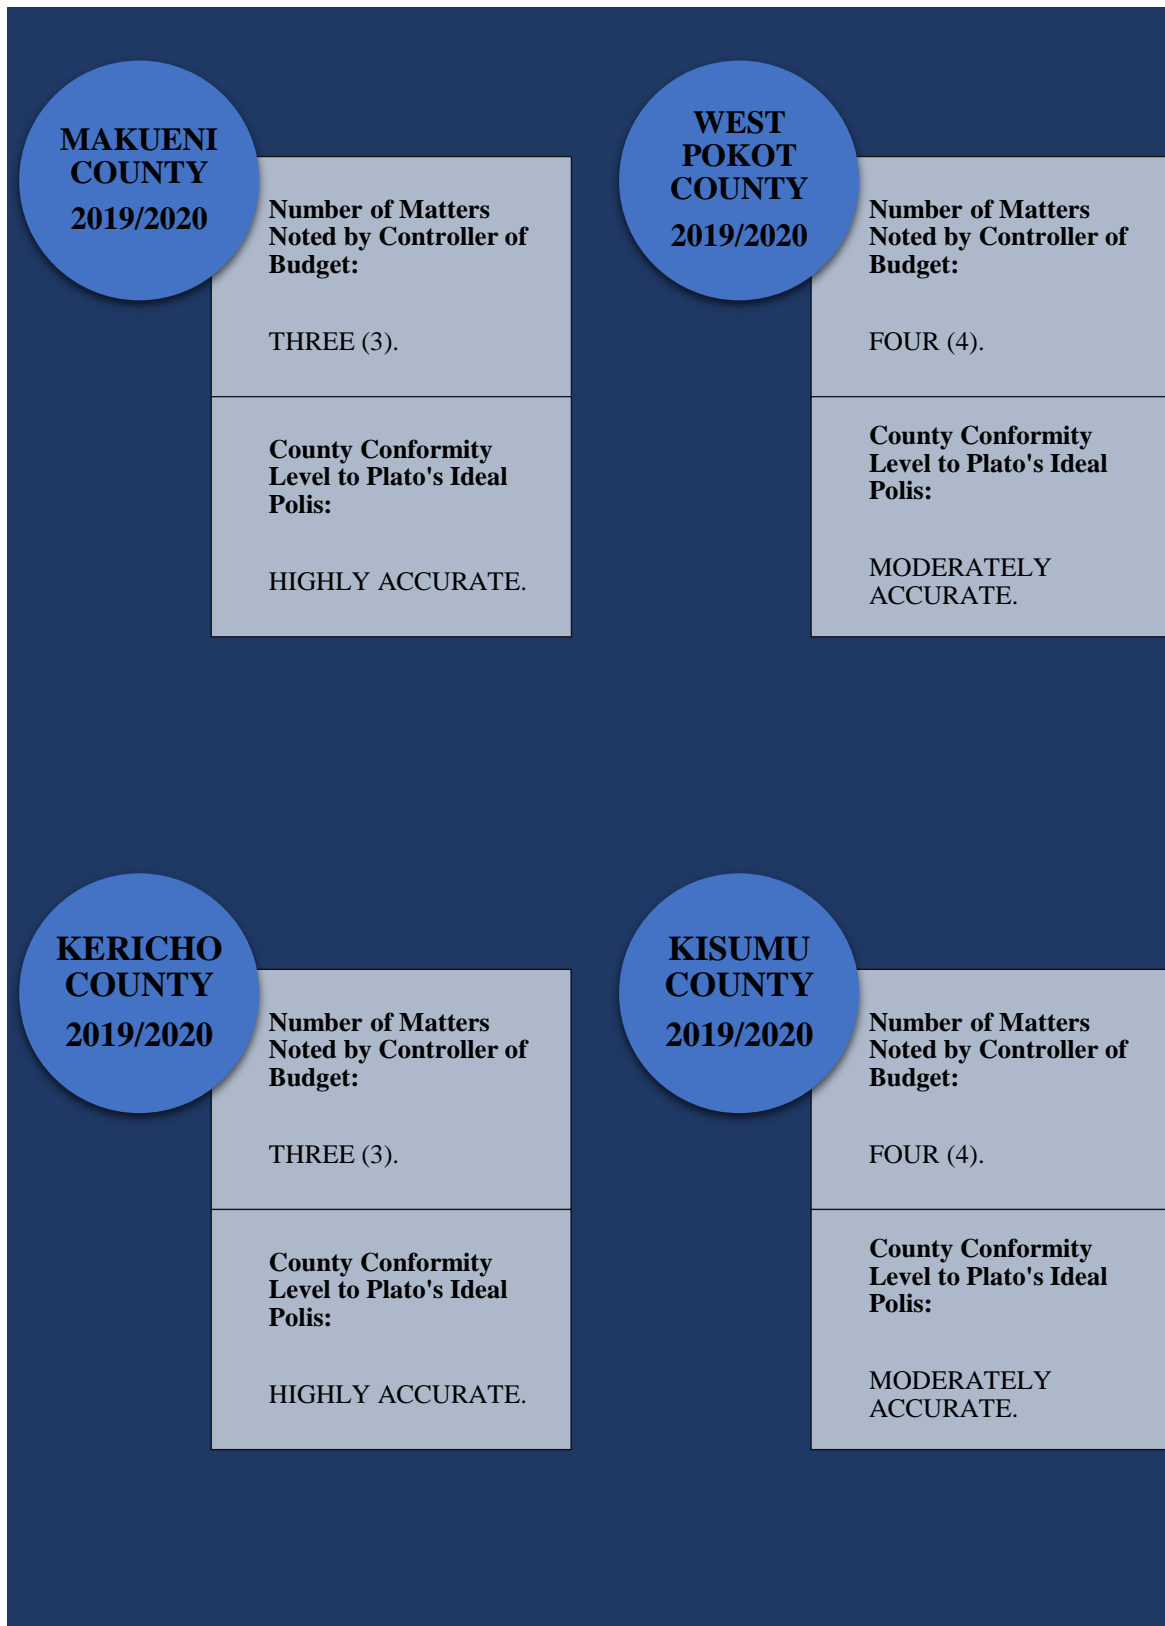 MAKUENI
COUNTY
2019/2020
Number of Matters
Noted by Controller of
Budget:
THREE (3).
County Conformity
Level to Plato's Ideal
Polis:
HIGHLY ACCURATE.
WEST
POKOT
COUNTY
2019/2020
Number of Matters
Noted by Controller of
Budget:
FOUR (4).
County Conformity
Level to Plato's Ideal
Polis:
MODERATELY
ACCURATE.
KERICHO
COUNTY
2019/2020
Number of Matters
Noted by Controller of
Budget:
THREE (3).
County Conformity
Level to Plato's Ideal
Polis:
HIGHLY ACCURATE.
KISUMU
COUNTY
2019/2020
Number of Matters
Noted by Controller of
Budget:
FOUR (4).
County Conformity
Level to Plato's Ideal
Polis:
MODERATELY
ACCURATE.